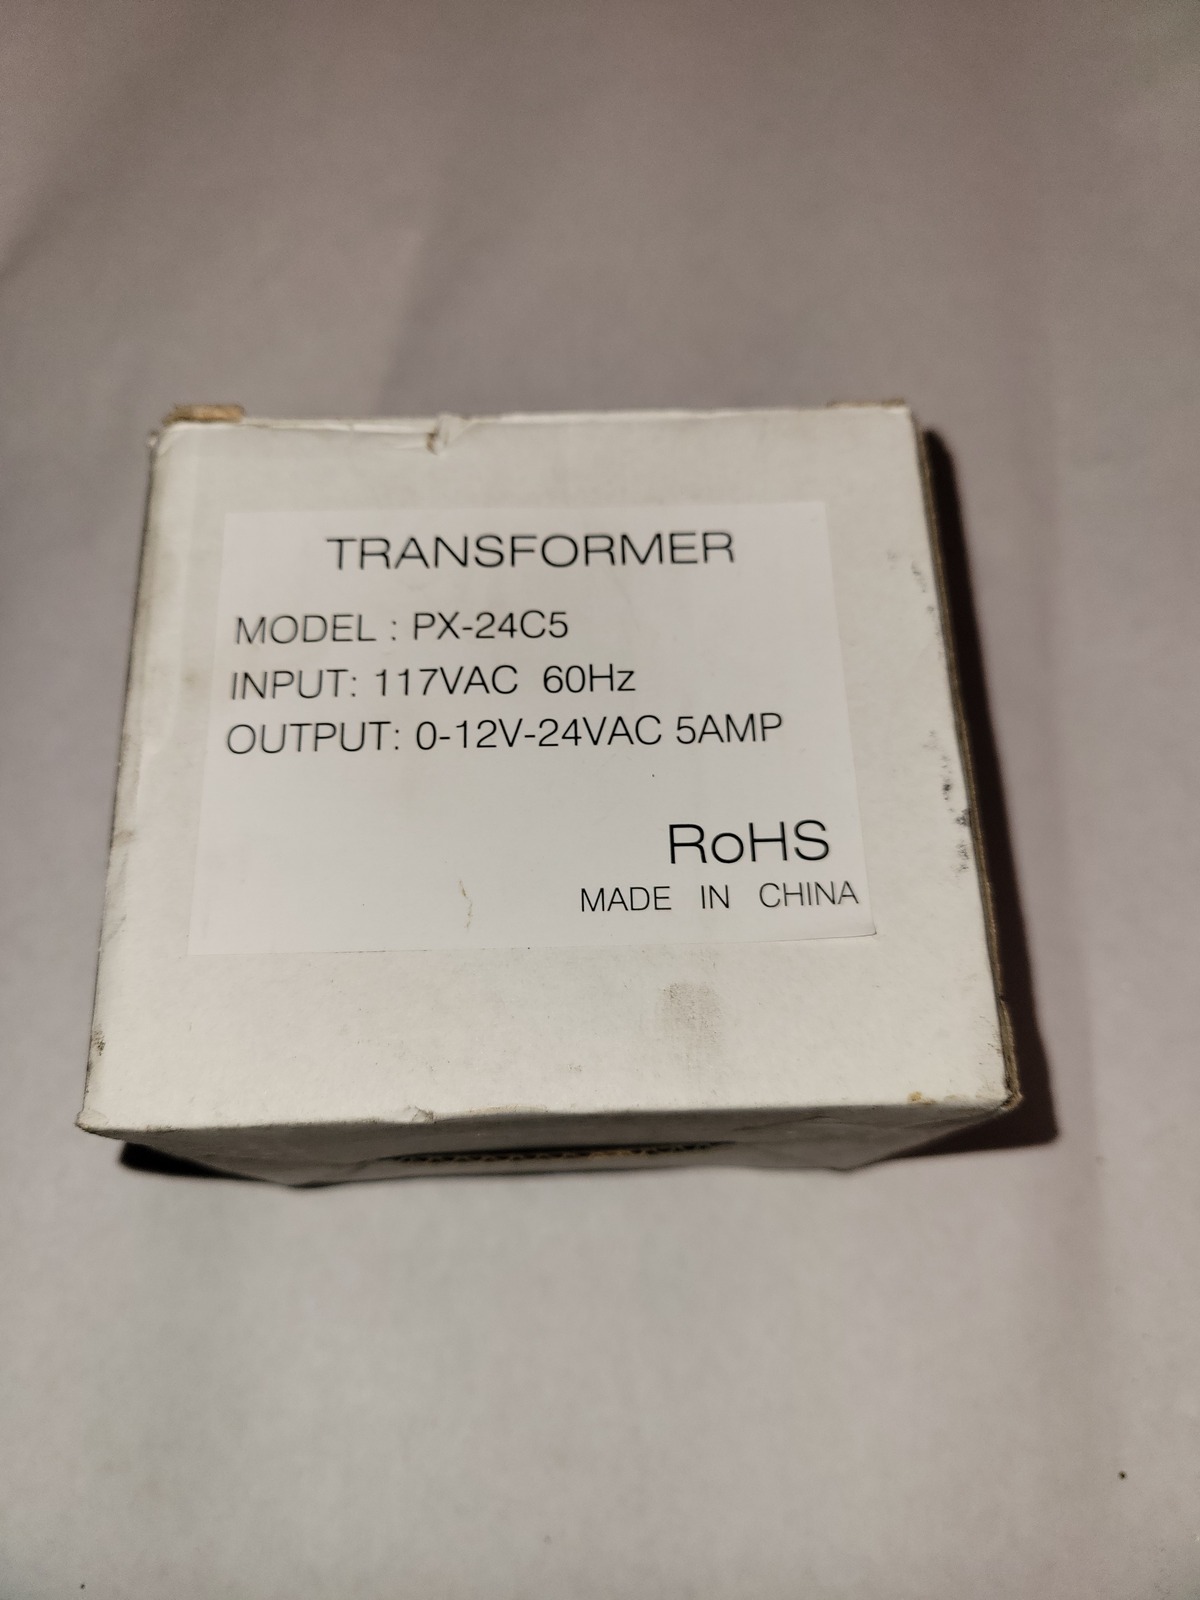 TRANSFORMER
MODEL : PX-24C5
INPUT: 117VAC 60Hz
OUTPUT: 0-12V-24VAC 5AMP
RoHS
MADE IN CHINA